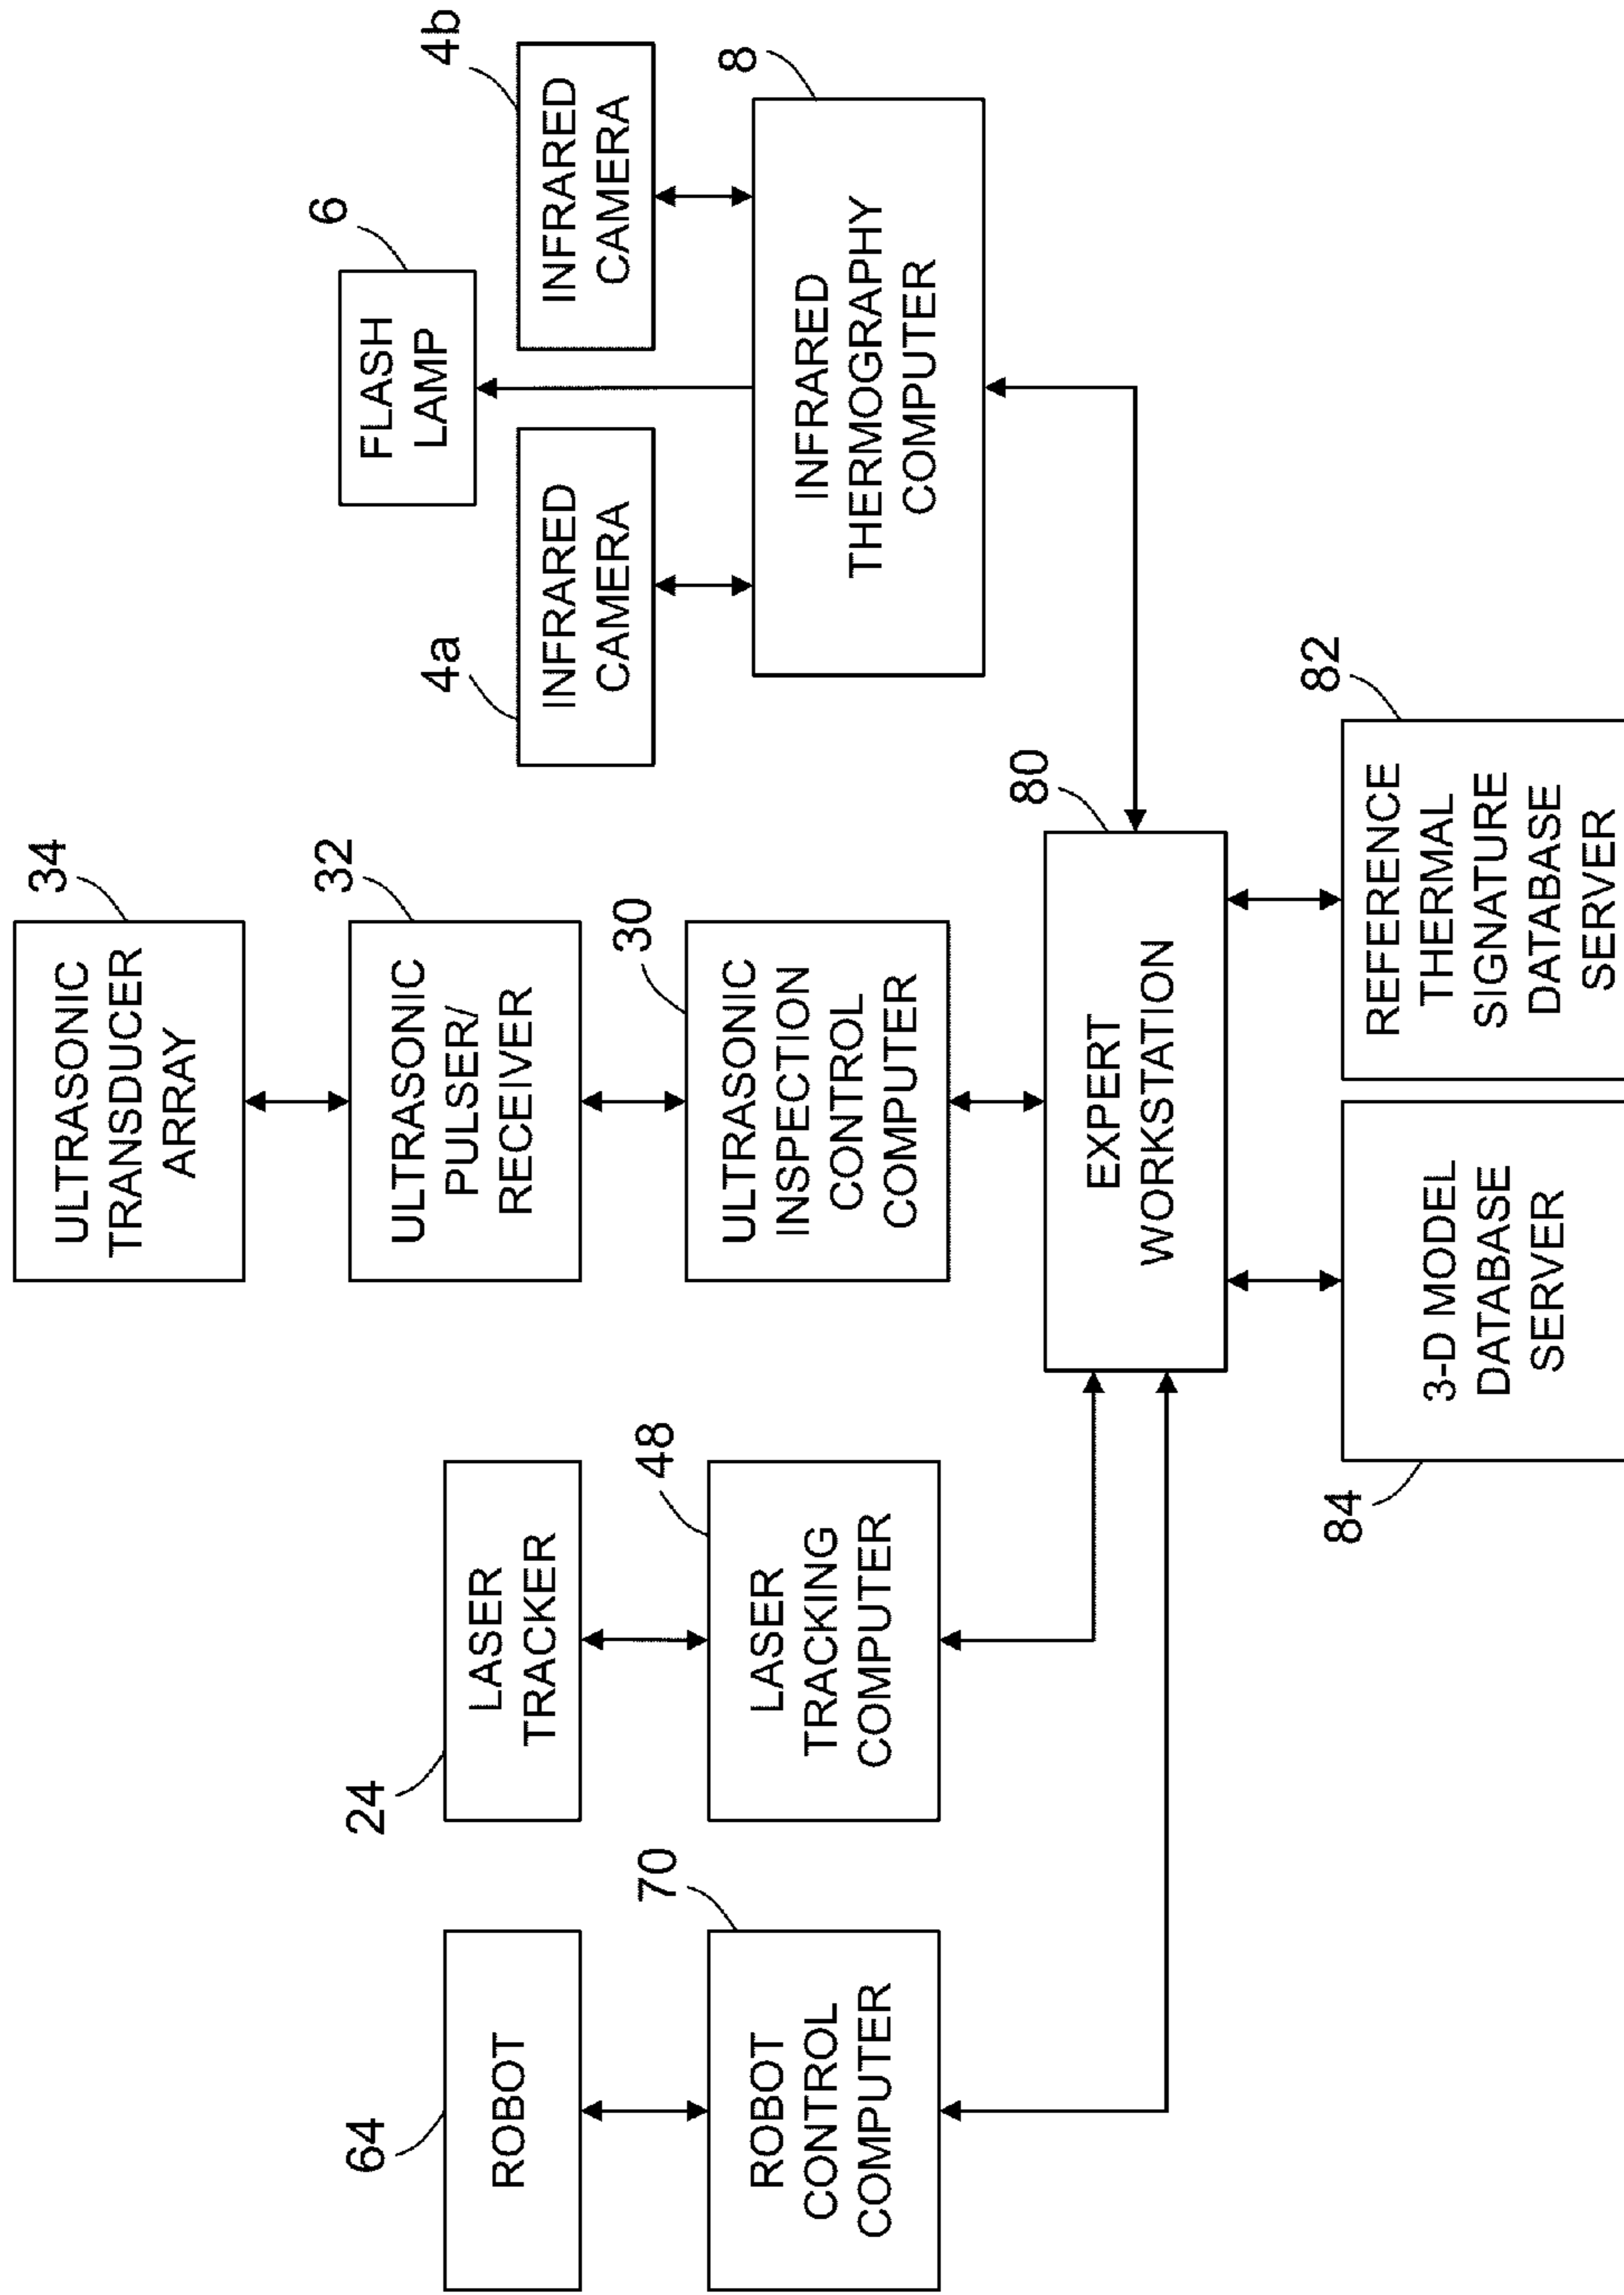 34
ULTRASONIC
TRANSDUCER
ARRAY
32
ULTRASONIC
PULSER/
RECEIVER
30
ULTRASONIC
INSPECTION
CONTROL
COMPUTER
6
FLASH
LAMP
4a
INFRARED
CAMERA
4b
INFRARED
CAMERA
8
INFRARED
THERMOGRAPHY
COMPUTER
24
LASER
TRACKER
48
LASER
TRACKING
COMPUTER
64
ROBOT
70
ROBOT
CONTROL
COMPUTER
80
EXPERT
WORKSTATION
84
3-D MODEL
DATABASE
SERVER
82
REFERENCE
THERMAL
SIGNATURE
DATABASE
SERVER